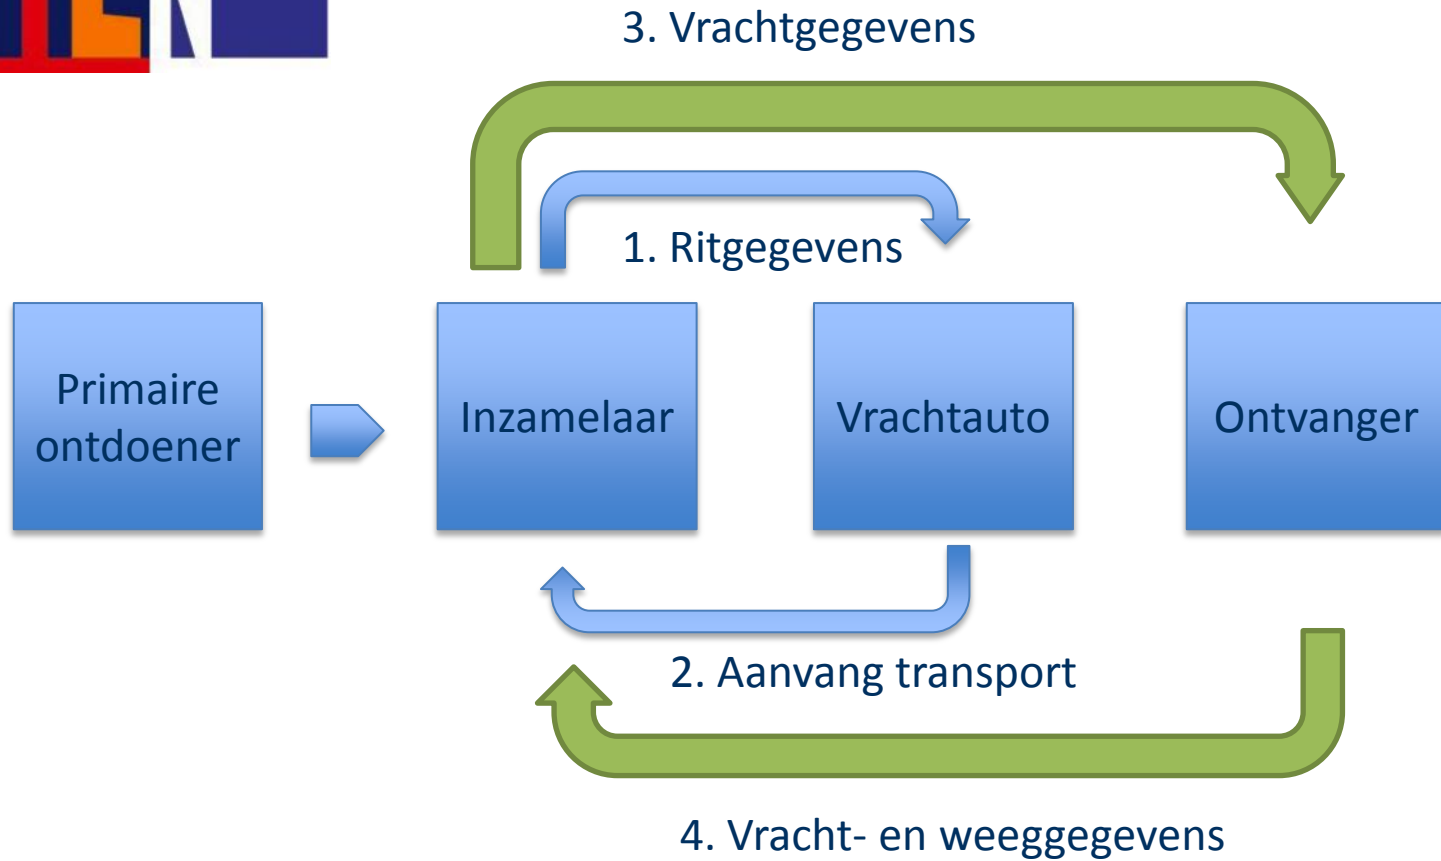 3. Vrachtgegevens
1. Ritgegevens
Primaire
ontdoener
Inzamelaar
Vrachtauto
Ontvanger
2. Aanvang transport
4. Vracht- en weeggegevens